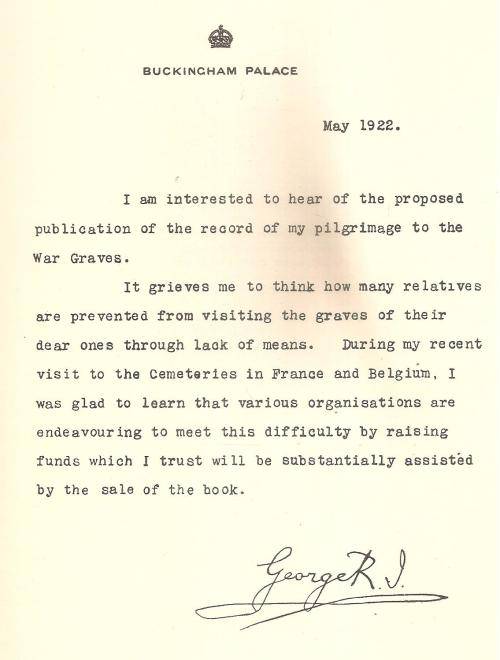 BUCKINGHAM PALACE
May 1922.
I am interested to hear of the proposed
publication of the record of my pilgrimage to the
War Graves.
It grieves me to think how many relatives
are prevented from visiting the graves of their
dear ones through lack of means. During my recent
visit to the Cemeteries in France and Belgium, I
was glad to learn that various organisations are
endeavouring to meet this difficulty by raising
funds which I trust will be substantially assisted
by the sale of the book.
George R.I.